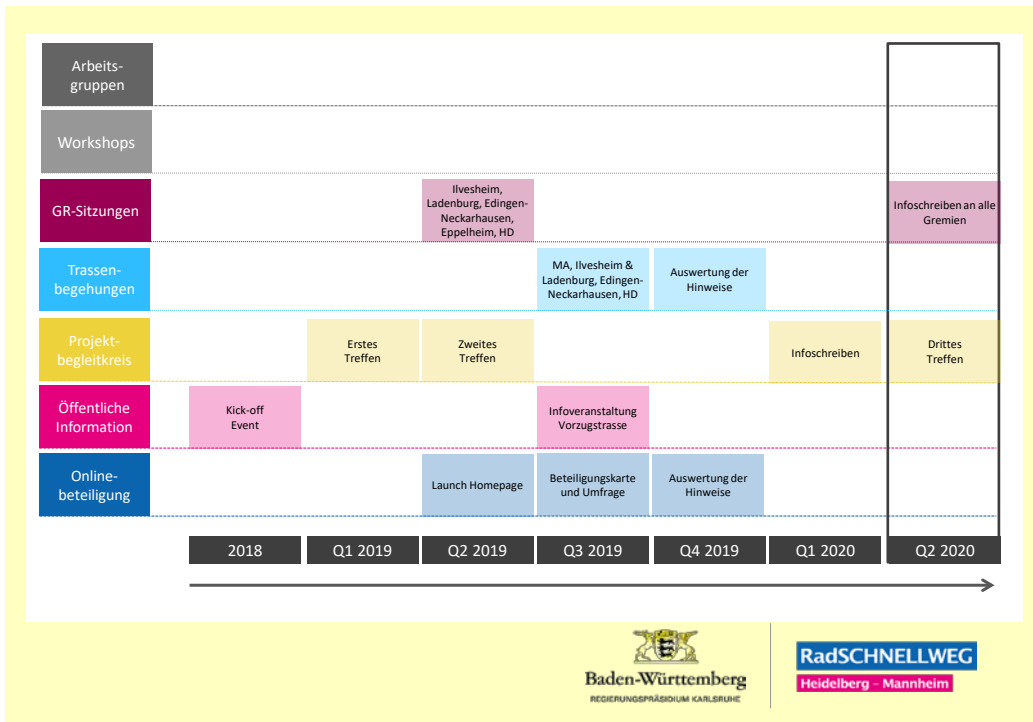 Arbeits-
gruppen
Workshops
GR-Sitzungen
Ilvesheim,
Ladenburg, Edingen-
Neckarhausen,
Eppelheim, HD
Infoschreiben an alle
Gremien
Trassen-
begehungen
MA, Ilvesheim &
Ladenburg, Edingen-
Neckarhausen, HD
Auswertung der
Hinweise
Projekt-
begleitkreis
Erstes
Treffen
Zweites
Treffen
Infoschreiben
Drittes
Treffen
Öffentliche
Information
Kick-off
Event
Infoveranstaltung
Vorzugstrasse
Online-
beteiligung
Launch Homepage
Beteiligungskarte
und Umfrage
Auswertung der
Hinweise
2018
Q1 2019
Q2 2019
Q3 2019
Q4 2019
Q1 2020
Q2 2020
Baden-Württemberg
REGIERUNGSPRÄSIDIUM KARLSRUHE
RadSCHNELLWEG
Heidelberg – Mannheim